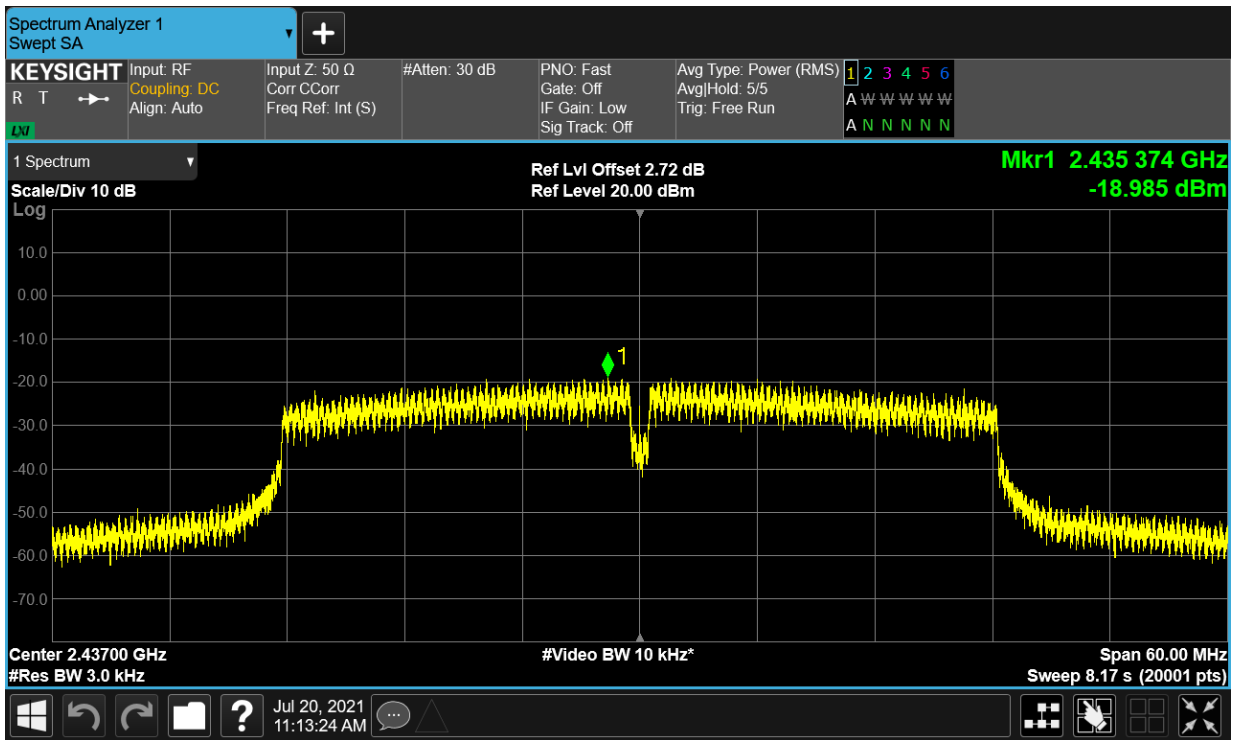 Spectrum Analyzer 1
Swept SA
▼
+
KEYSIGHT Input: RF Input Z: 50 Ω #Atten: 30 dB PNO: Fast Avg Type: Power (RMS) 1 2 3 4 5 6
R T Coupling: DC Corr CCorr Gate: Off Avg|Hold: 5/5 A W W W W W
Align: Auto Freq Ref: Int (S) IF Gain: Low Trig: Free Run
LXI Sig Track: Off A N N N N N
1 Spectrum ▼ Ref Lvl Offset 2.72 dB Mkr1 2.435 374 GHz
Scale/Div 10 dB Ref Level 20.00 dBm -18.985 dBm
Log
10.0
0.00
-10.0
1
-20.0
-30.0
-40.0
-50.0
-60.0
-70.0
Center 2.43700 GHz #Video BW 10 kHz* Span 60.00 MHz
#Res BW 3.0 kHz Sweep 8.17 s (20001 pts)
? Jul 20, 2021
11:13:24 AM